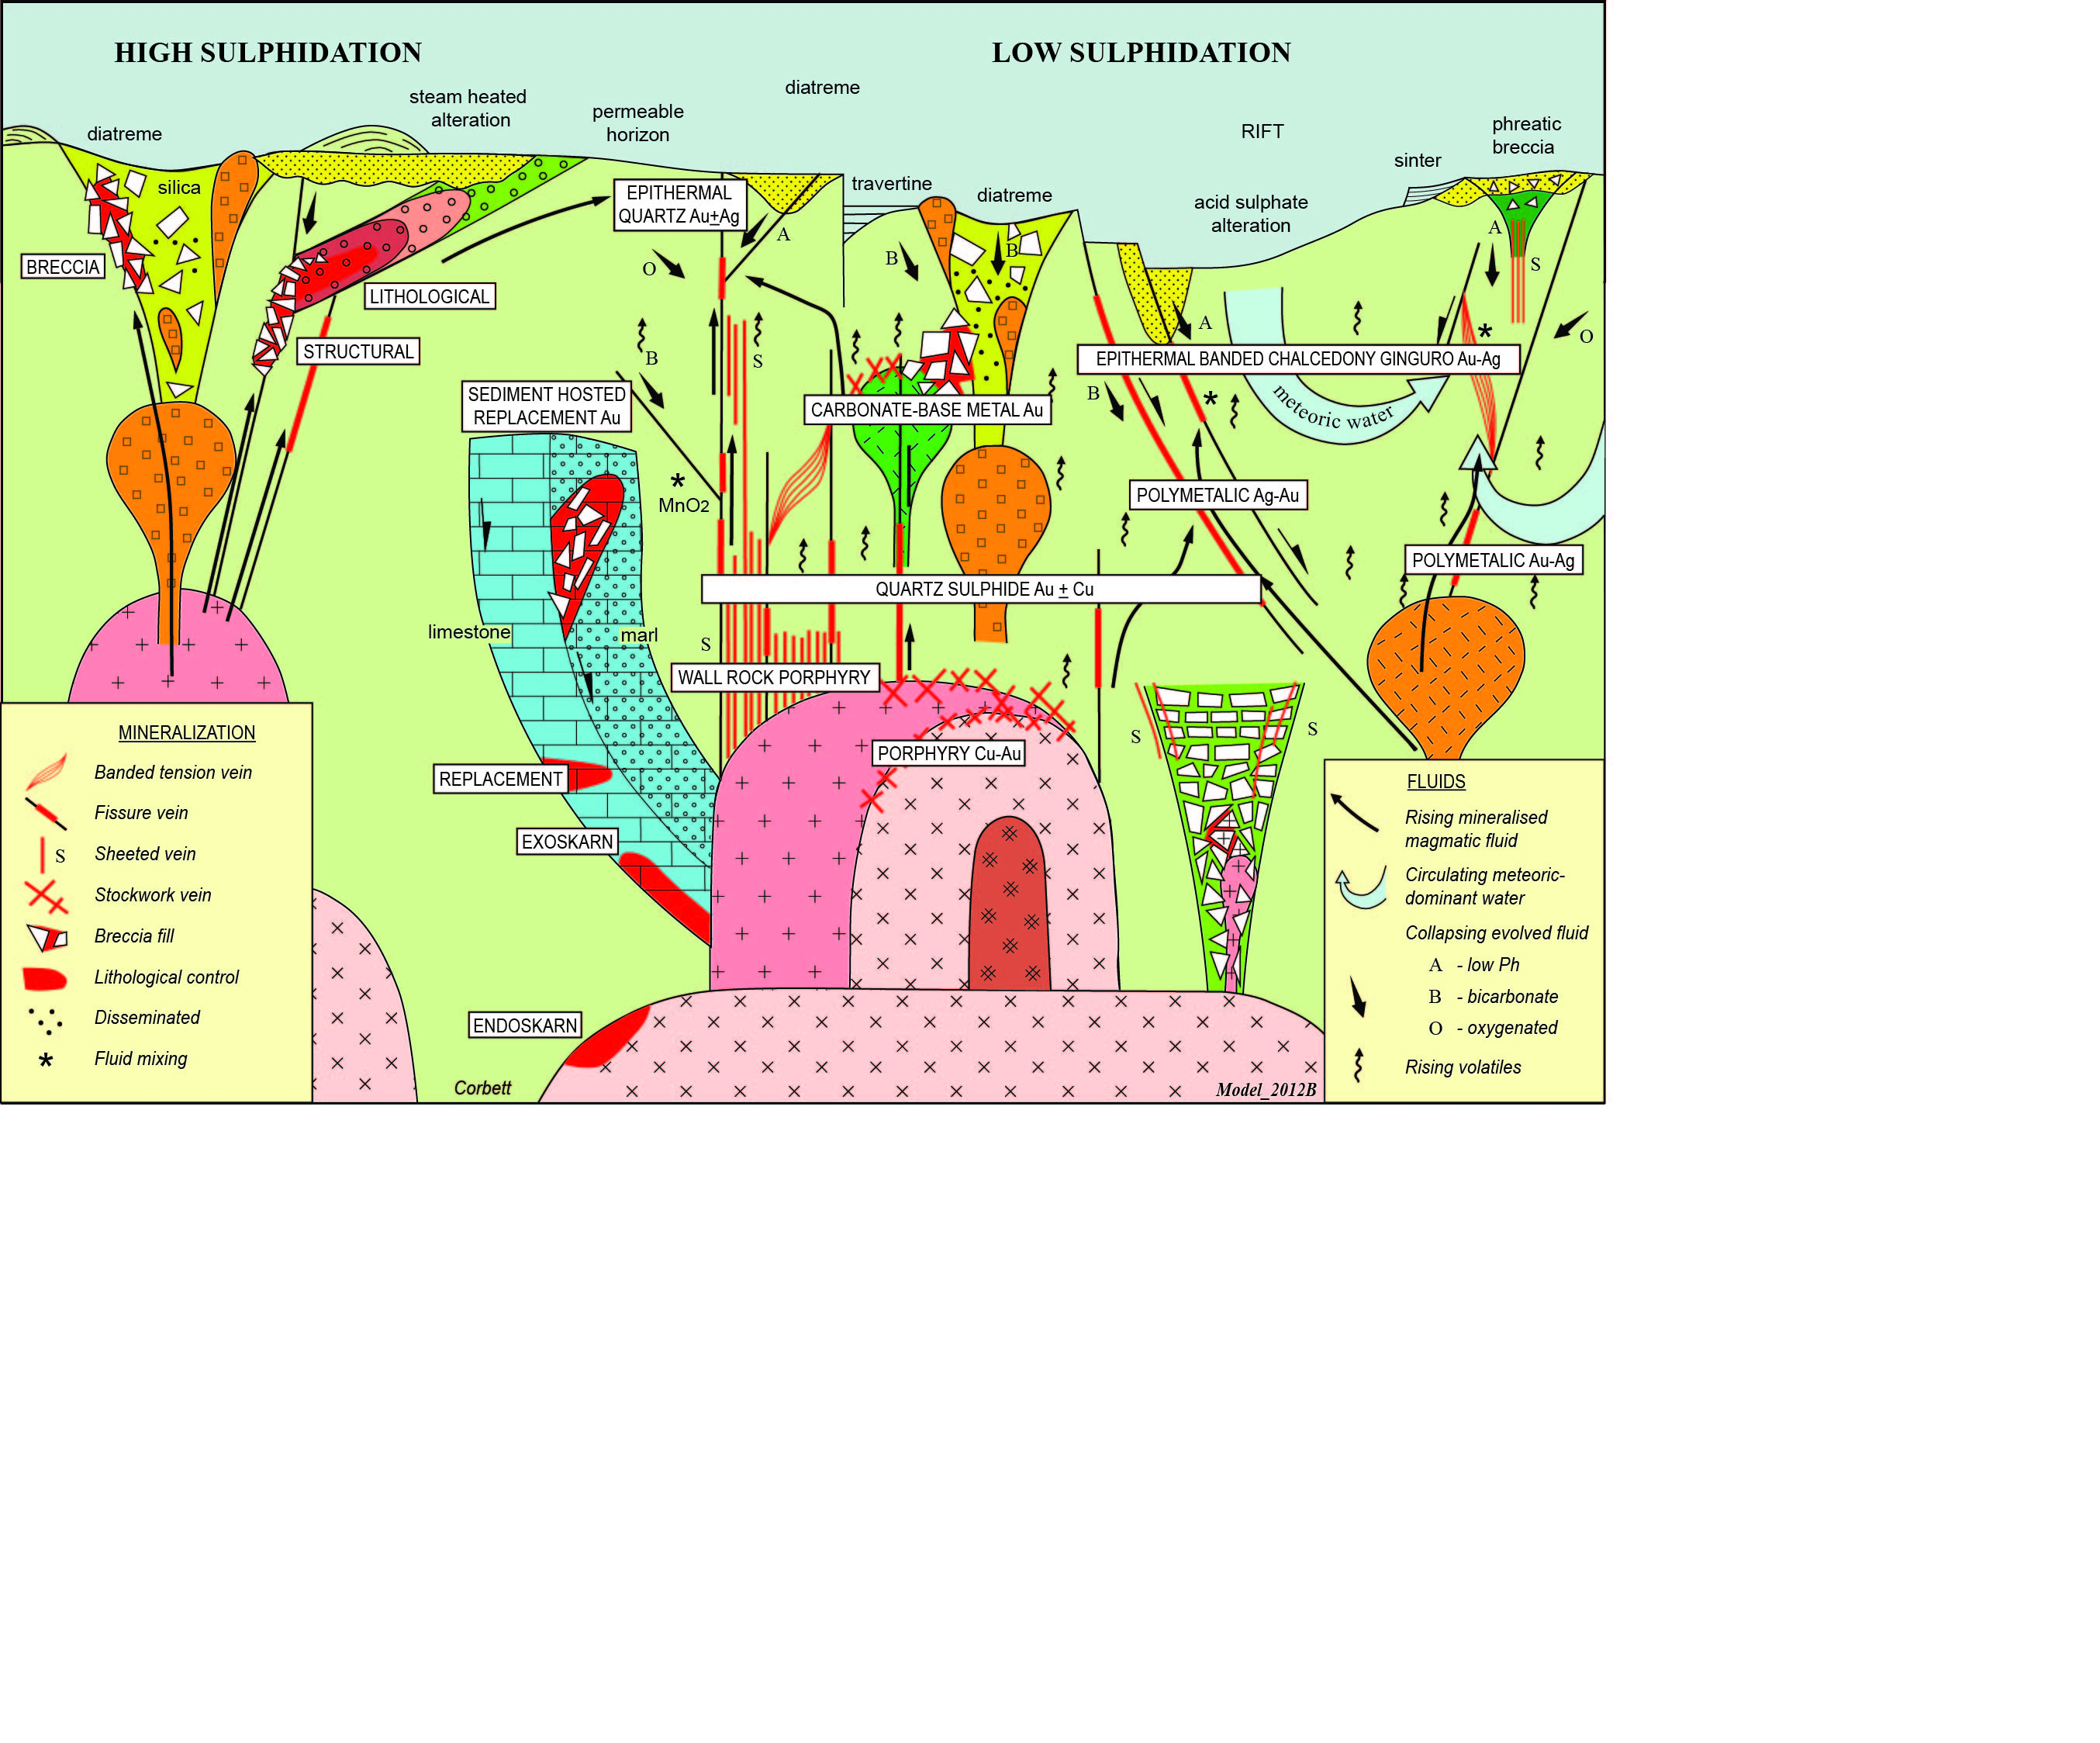 HIGH SULPHIDATION
LOW SULPHIDATION
diatreme
steam heated
alteration
permeable
horizon
diatreme
RIFT
phreatic
breccia
sinter
silica
travertine
diatreme
acid sulphate
alteration
EPITHERMAL
QUARTZ Au±Ag
A
B
B
A
S
O
BRECCIA
LITHOLOGICAL
STRUCTURAL
O
B
S
A
EPITHERMAL BANDED CHALCEDONY GINGURO Au-Ag
*
SEDIMENT HOSTED
REPLACEMENT Au
CARBONATE-BASE METAL Au
B
*
meteoric water
*
MnO2
POLYMETALIC Ag-Au
POLYMETALIC Au-Ag
QUARTZ SULPHIDE Au ± Cu
limestone
marl
S
WALL ROCK PORPHYRY
PORPHYRY Cu-Au
S
S
REPLACEMENT
EXOSKARN
ENDOSKARN
Corbett
Model_2012B
MINERALIZATION
Banded tension vein
Fissure vein
S Sheeted vein
Stockwork vein
Breccia fill
Lithological control
Disseminated
* Fluid mixing
FLUIDS
Rising mineralised
magmatic fluid
Circulating meteoric-
dominant water
Collapsing evolved fluid
A - low Ph
B - bicarbonate
O - oxygenated
Rising volatiles